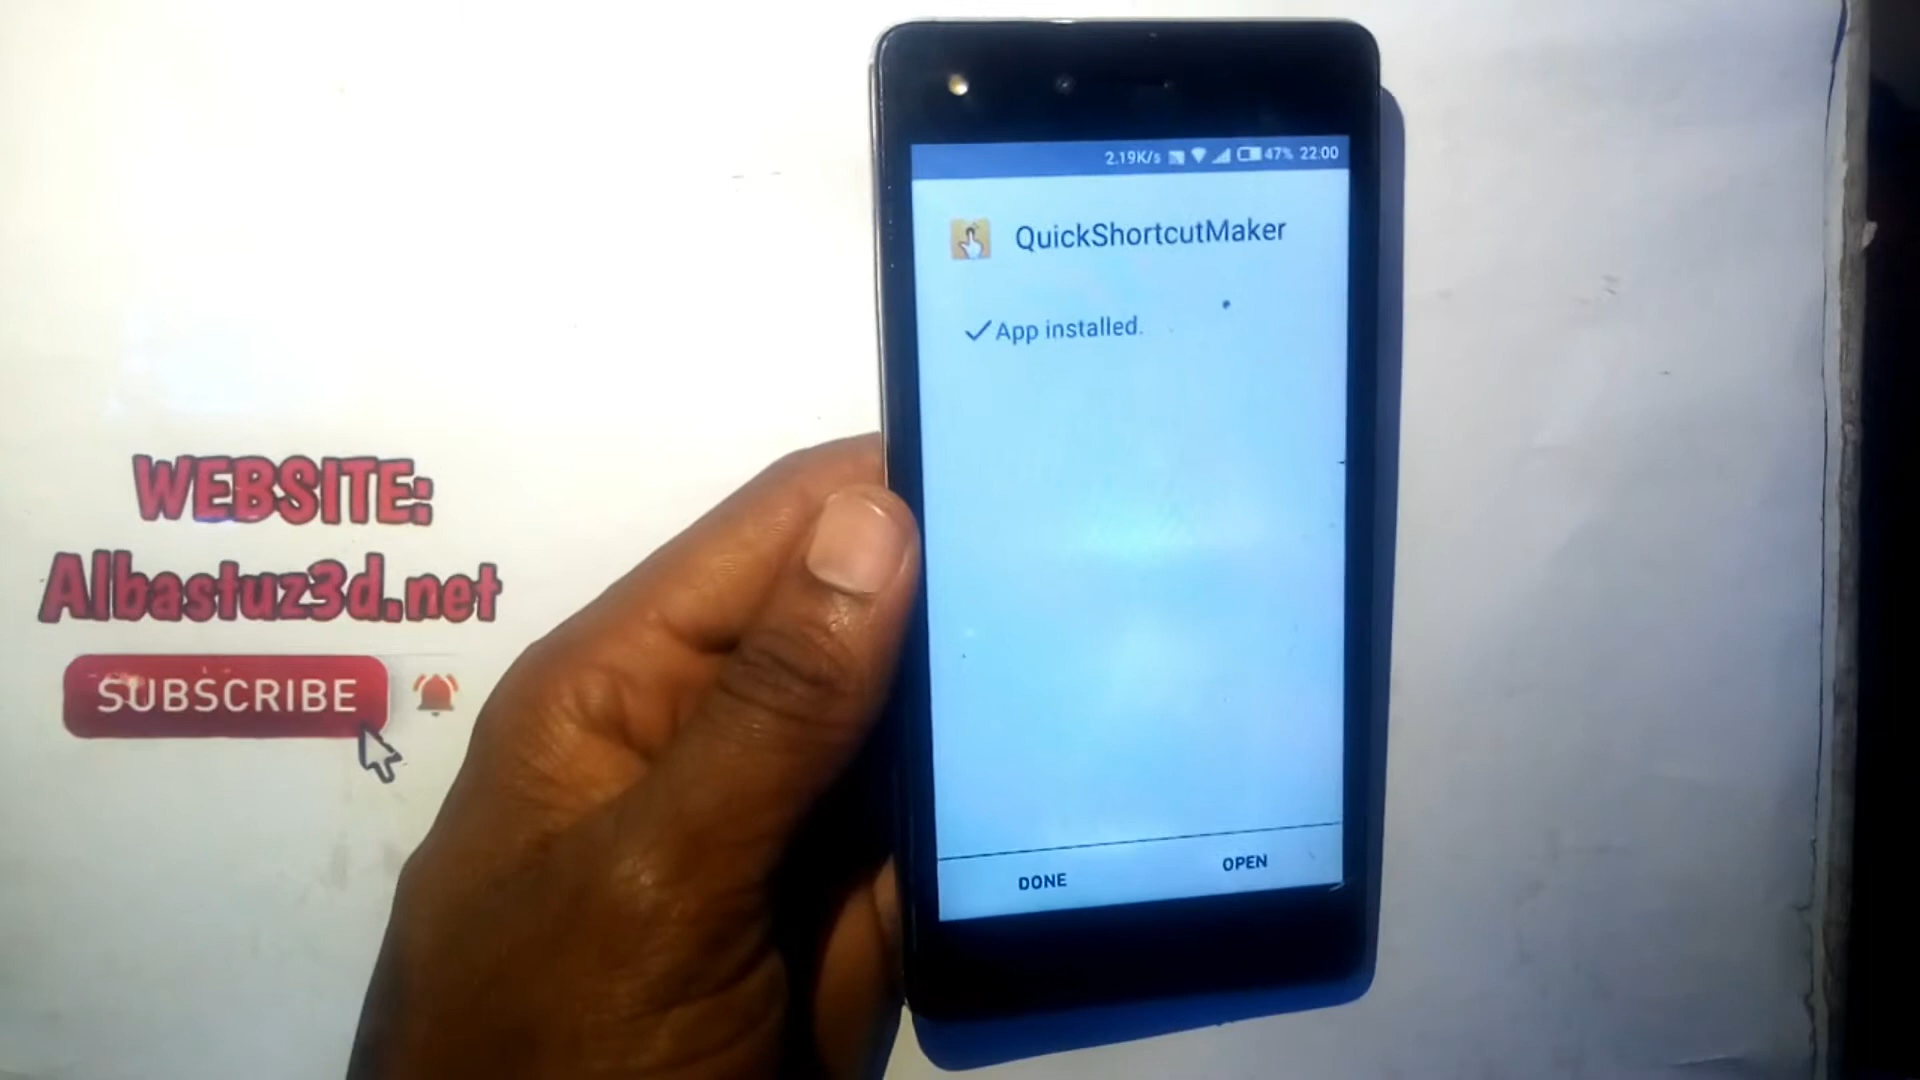 2.19K/s 47% 22:00
QuickShortcutMaker
App installed.
WEBSITE:
Albastuz3d.net
SUBSCRIBE
DONE
OPEN